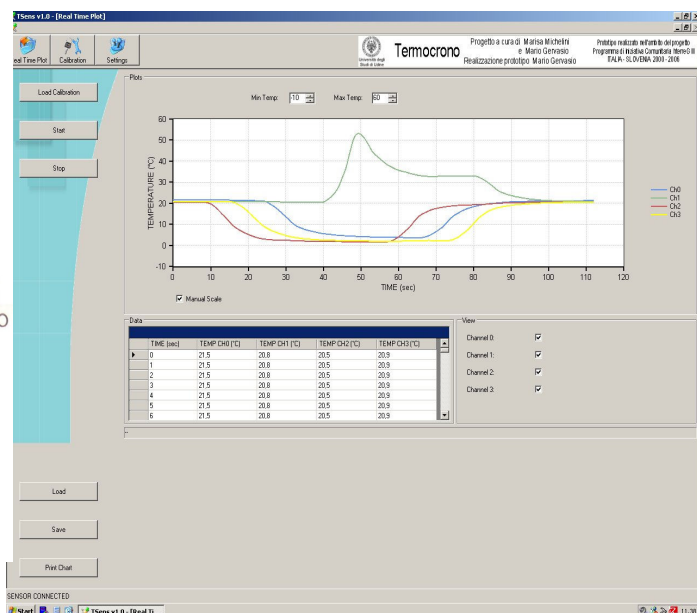 TSens v1.0 - [Real Time Plot]
eal Time Plot Calibration Settings
Università degli
Studi di Udine
Termocrono
Progetto a cura di Marisa Michelini
e Mario Gervasio
Realizzazione prototipo Mario Gervasio
Prototipo realizzato nell'ambito del progetto
Programma di Iniziativa Comunitaria
ITALIA - SLOVENIA 2000 - 2006
Load Calibration
Start
Stop
Load
Save
Print Chart
Plots
Min Temp: -10 Max Temp: 60
TEMPERATURE (°C)
60
50
40
30
20
10
0
-10
0 10 20 30 40 50 60 70 80 90 100 110 120
TIME (sec)
Ch0
Ch1
Ch2
Ch3
Manual Scale
Data
TIME (sec) TEMP CH0 (°C) TEMP CH1 (°C) TEMP CH2 (°C) TEMP CH3 (°C)
0 21,5 20,8 20,5 20,9
1 21,5 20,8 20,5 20,9
2 21,5 20,8 20,5 20,9
3 21,5 20,8 20,5 20,9
4 21,5 20,8 20,5 20,9
5 21,5 20,8 20,5 20,9
6 21,5 20,8 20,5 20,9
View
Channel 0:
Channel 1:
Channel 2:
Channel 3:
o
SENSOR CONNECTED
Start TSens v1.0 - [Real Ti... 11.30